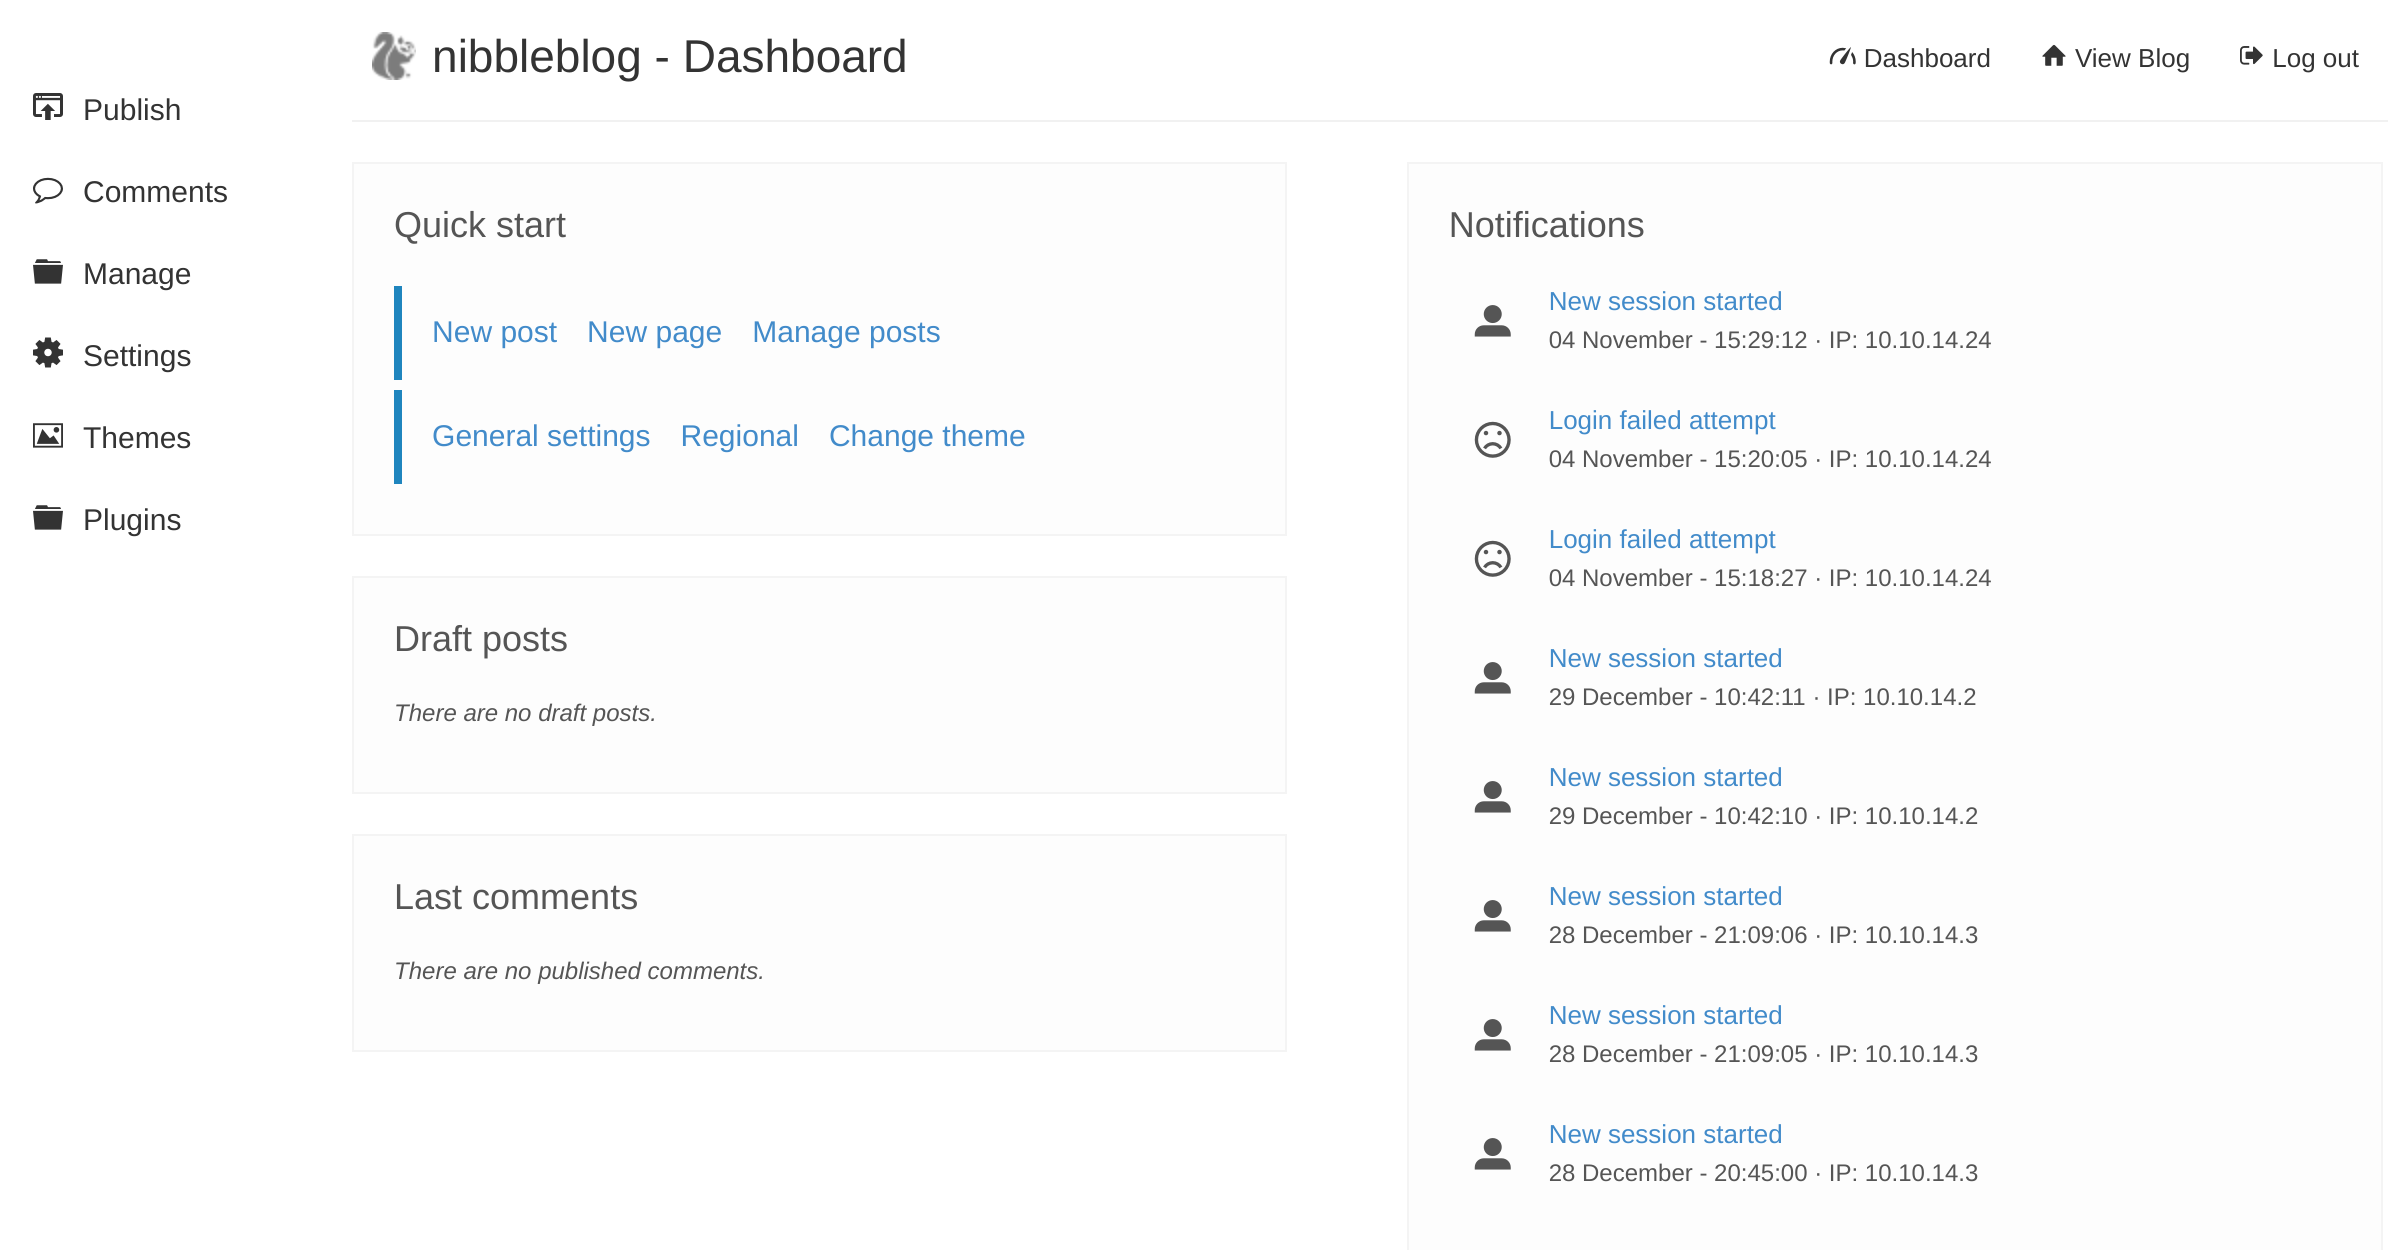 nibbleblog - Dashboard
Dashboard View Blog Log out
Publish
Comments
Manage
Settings
Themes
Plugins
Quick start
New post New page Manage posts
General settings Regional Change theme
Draft posts
There are no draft posts.
Last comments
There are no published comments.
Notifications
New session started
04 November - 15:29:12 · IP: 10.10.14.24
Login failed attempt
04 November - 15:20:05 · IP: 10.10.14.24
Login failed attempt
04 November - 15:18:27 · IP: 10.10.14.24
New session started
29 December - 10:42:11 · IP: 10.10.14.2
New session started
29 December - 10:42:10 · IP: 10.10.14.2
New session started
28 December - 21:09:06 · IP: 10.10.14.3
New session started
28 December - 21:09:05 · IP: 10.10.14.3
New session started
28 December - 20:45:00 · IP: 10.10.14.3